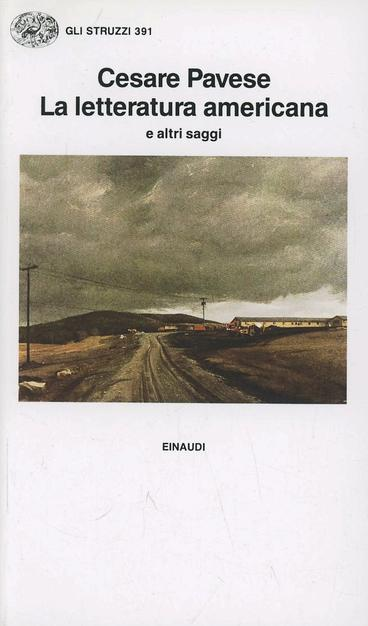 GLI STRUZZI 391
Cesare Pavese
La letteratura americana
e altri saggi
EINAUDI